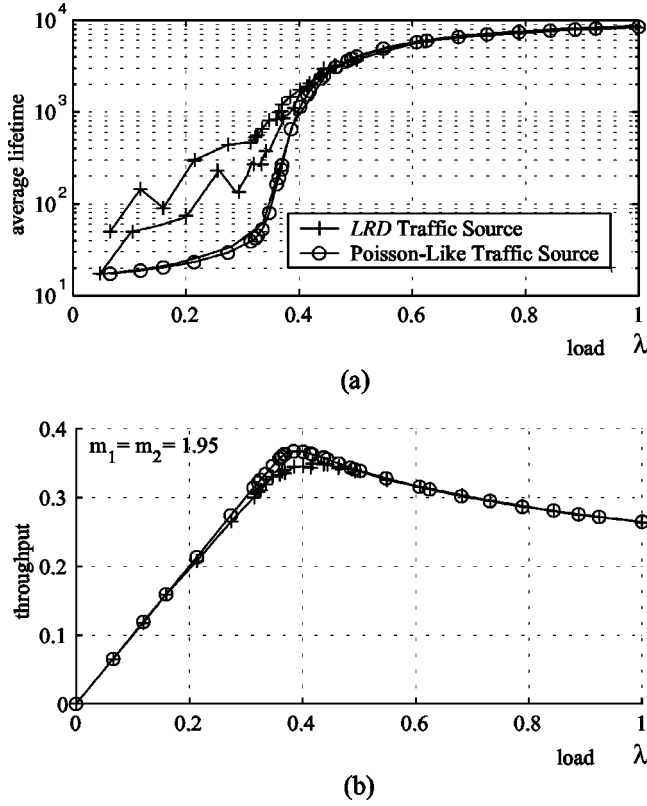 10^4
10^3
10^2
10^1
average lifetime
LRD Traffic Source
Poisson-Like Traffic Source
0 0.2 0.4 0.6 0.8 1
load λ
(a)
m1 = m2 = 1.95
0.4
0.3
0.2
0.1
0
throughput
0 0.2 0.4 0.6 0.8 1
load λ
(b)